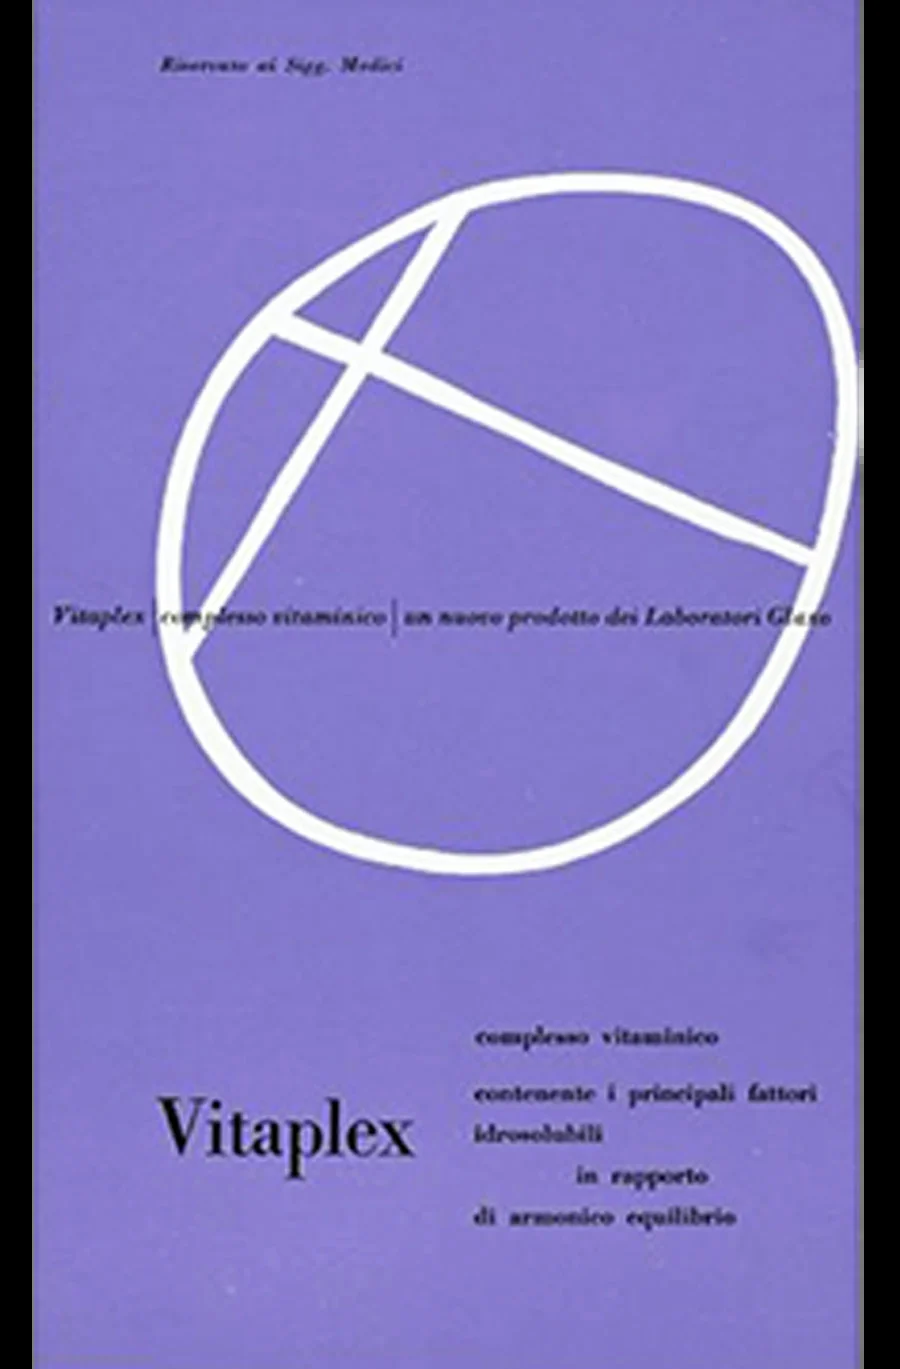 Riservato ai Sigg. Medici
Vitaplex | complesso vitaminico | un nuovo prodotto dei Laboratori Glaxo
complesso vitaminico
contenente i principali fattori
Vitaplex
idrosolubili
in rapporto
di armonico equilibrio